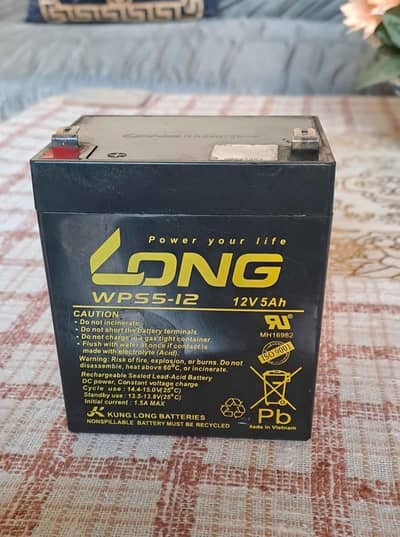 Power your life
LONG
WPS5-12 12V5Ah
CAUTION
• Do not incinerate.
• Do not short the battery terminals.
• Do not charge in a gas tight container
• Flush with water at once if contact is
made with electrolyte (Acid).
Warning: Risk of fire, explosion, or burns. Do not
disassemble, heat above 60°C, or incinerate.
Rechargeable Sealed Lead-Acid Battery
DC power, Constant voltage charge
Cycle use : 14.4-15.0V(25°C)
Standby use : 13.5-13.8V(25°C)
Initial current : 1.5A MAX
KUNG LONG BATTERIES
NONSPILLABLE BATTERY MUST BE RECYCLED
MH16982
ISO9001
Pb
Made in Vietnam